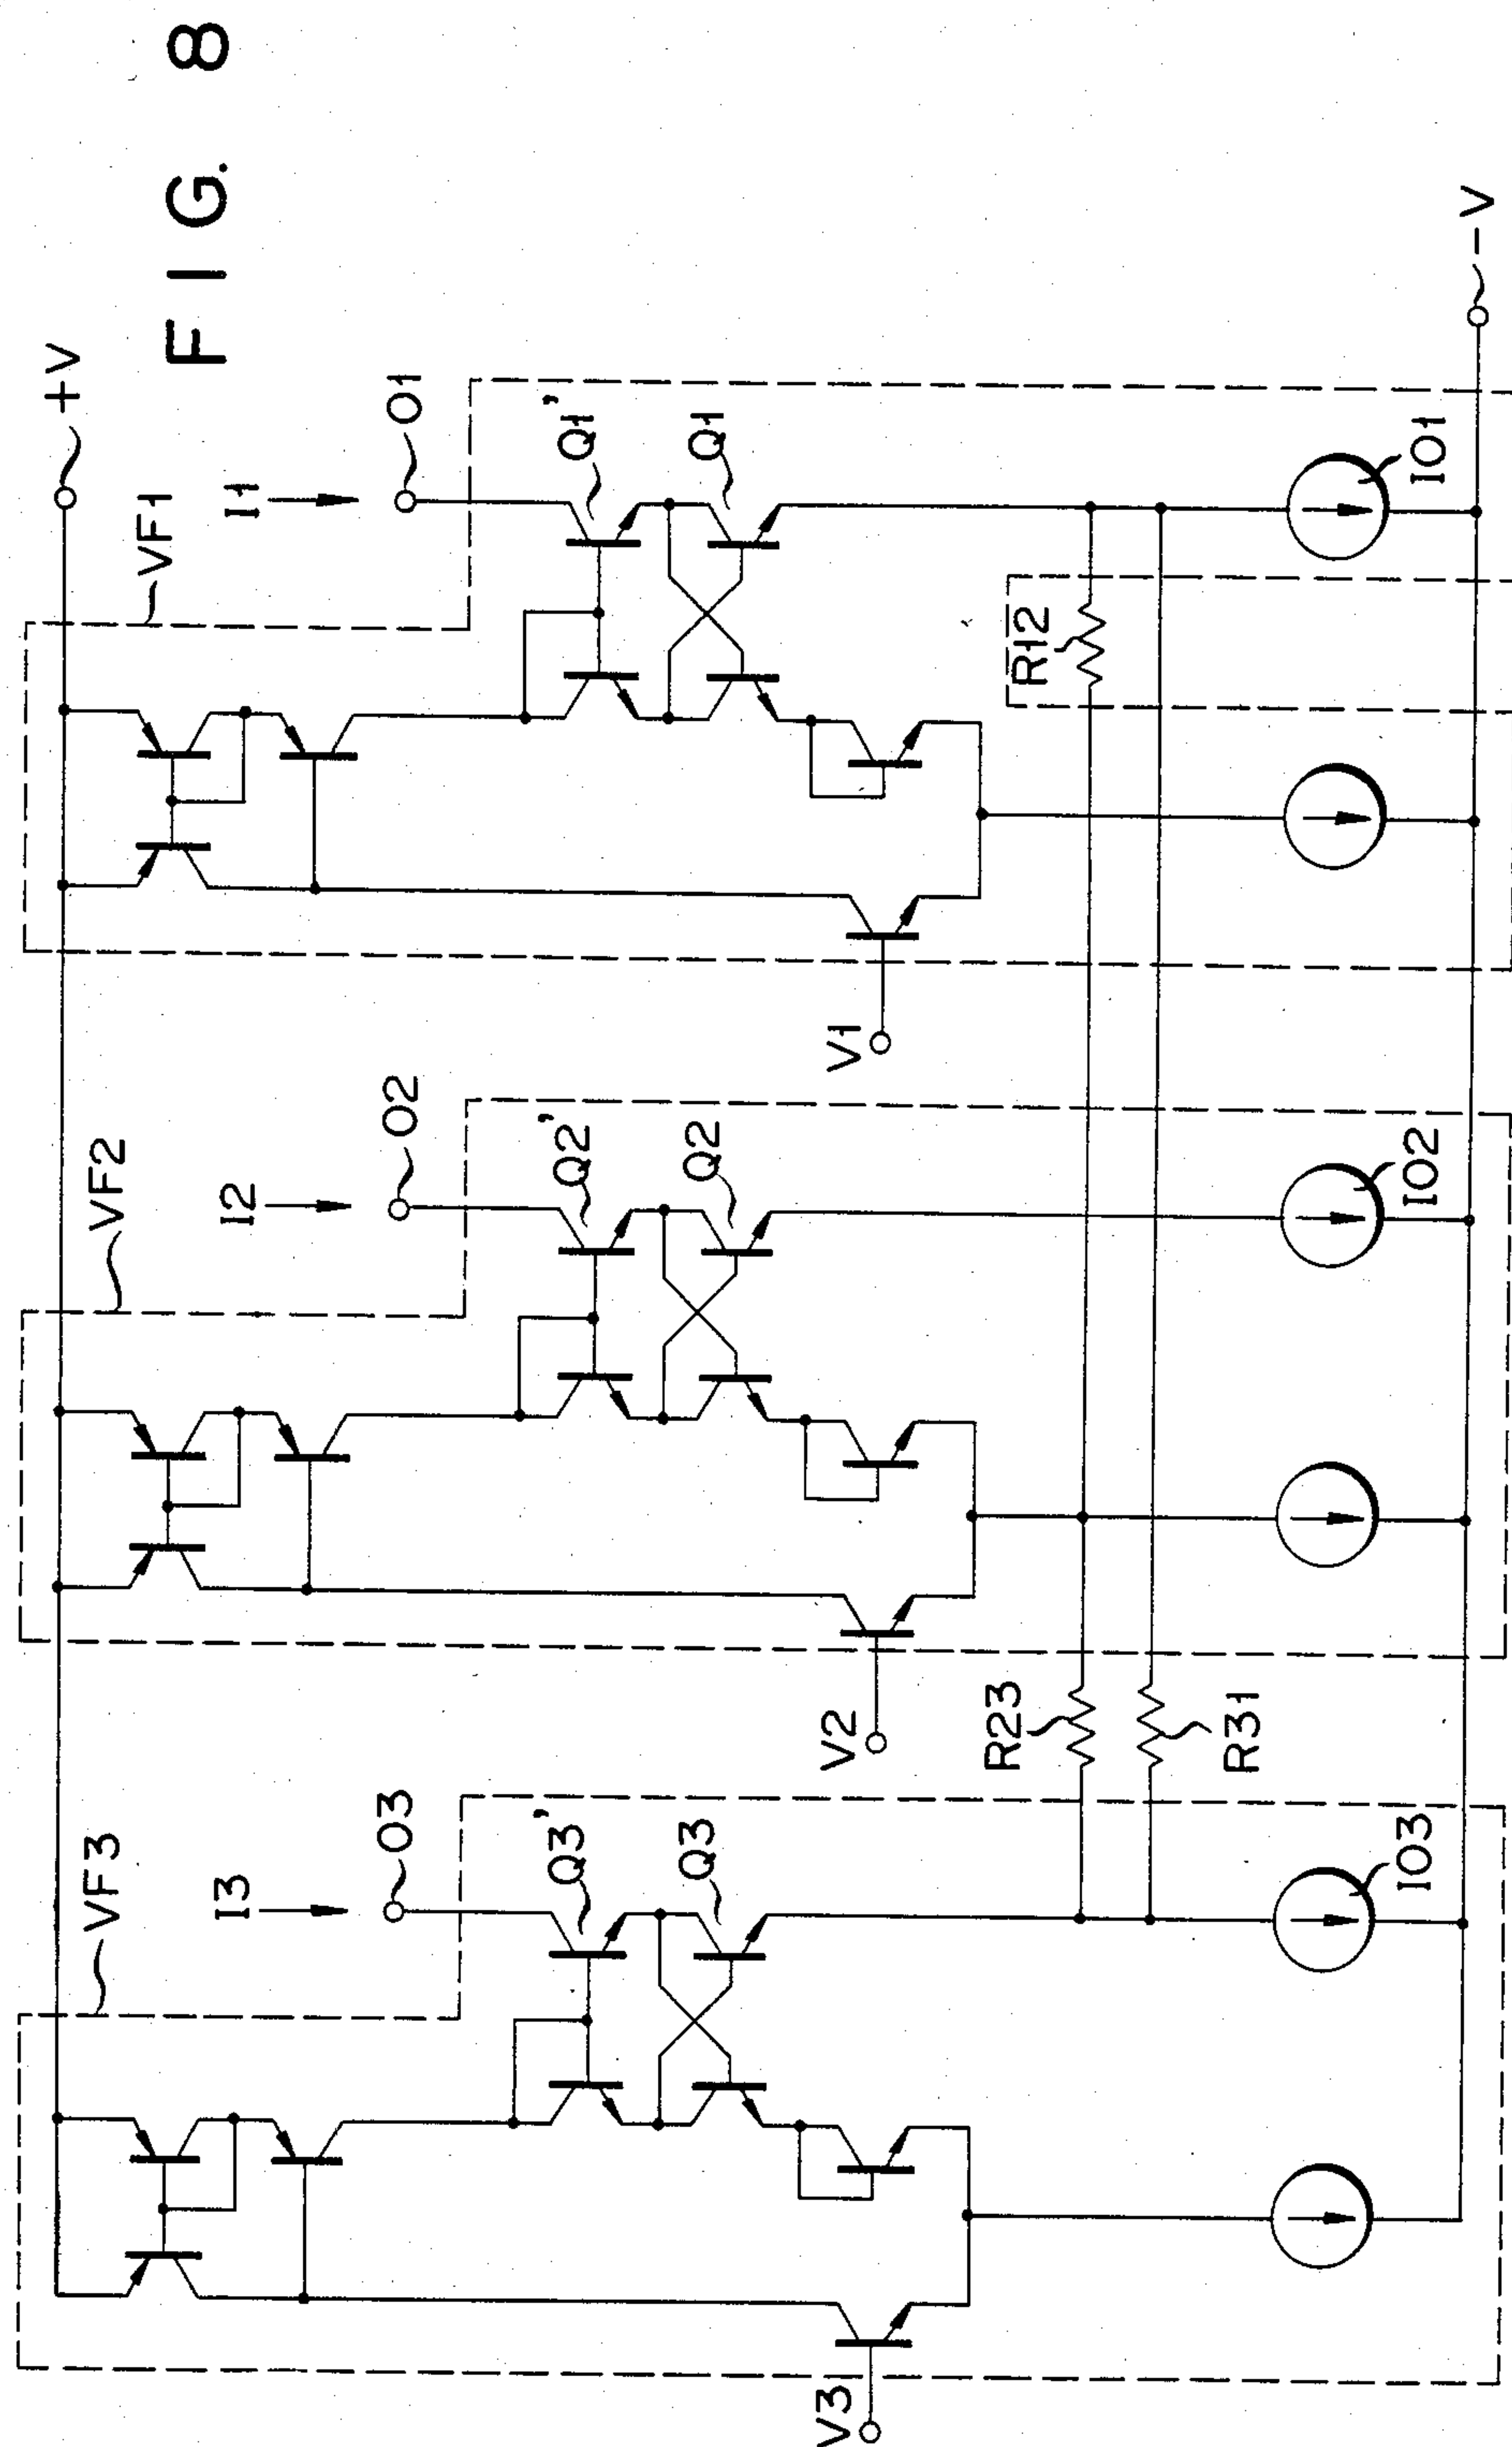 FIG. 8
+V
VF1
I1
O1
Q1'
Q1
R12
IO1
-V
V1
VF2
I2
O2
Q2'
Q2
IO2
V2
R23
R31
VF3
I3
O3
Q3'
Q3
IO3
V3